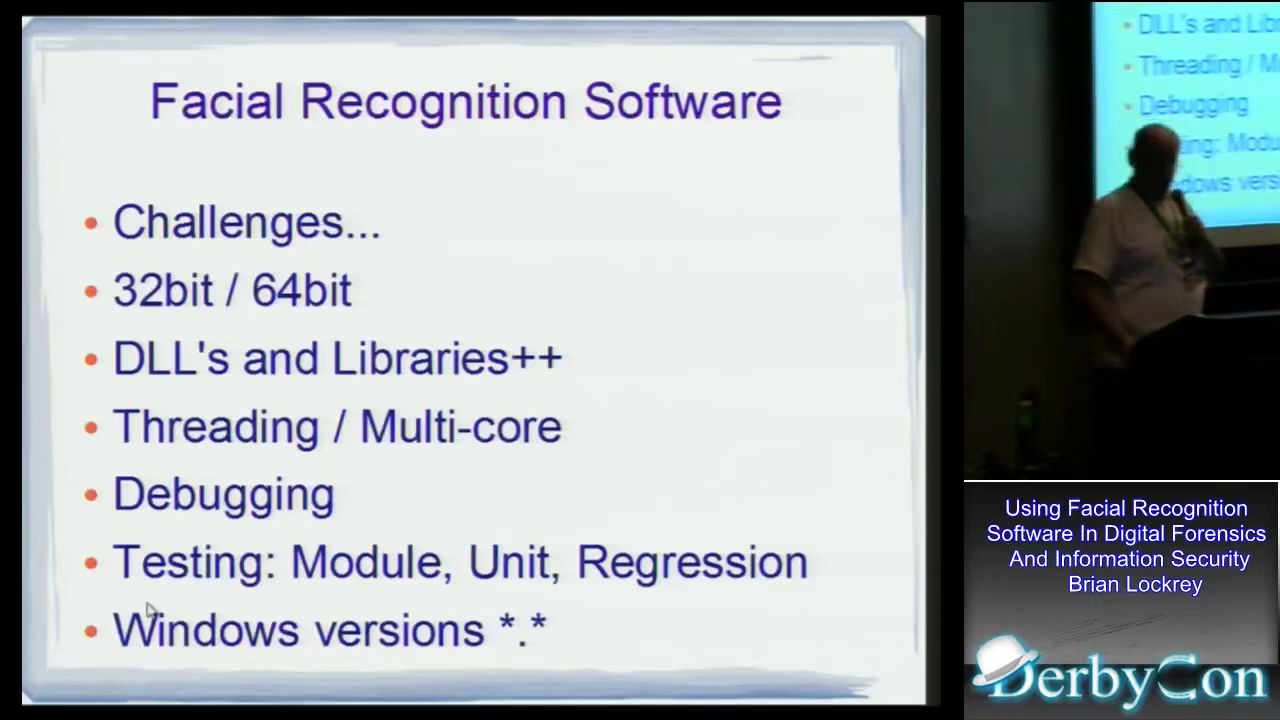 Facial Recognition Software
• Challenges...
• 32bit / 64bit
• DLL's and Libraries++
• Threading / Multi-core
• Debugging
• Testing: Module, Unit, Regression
• Windows versions *.*
• DLL's and Libr
• Threading / M
• Debugging
ing: Modu
dows vers
Using Facial Recognition
Software In Digital Forensics
And Information Security
Brian Lockrey
DerbyCon